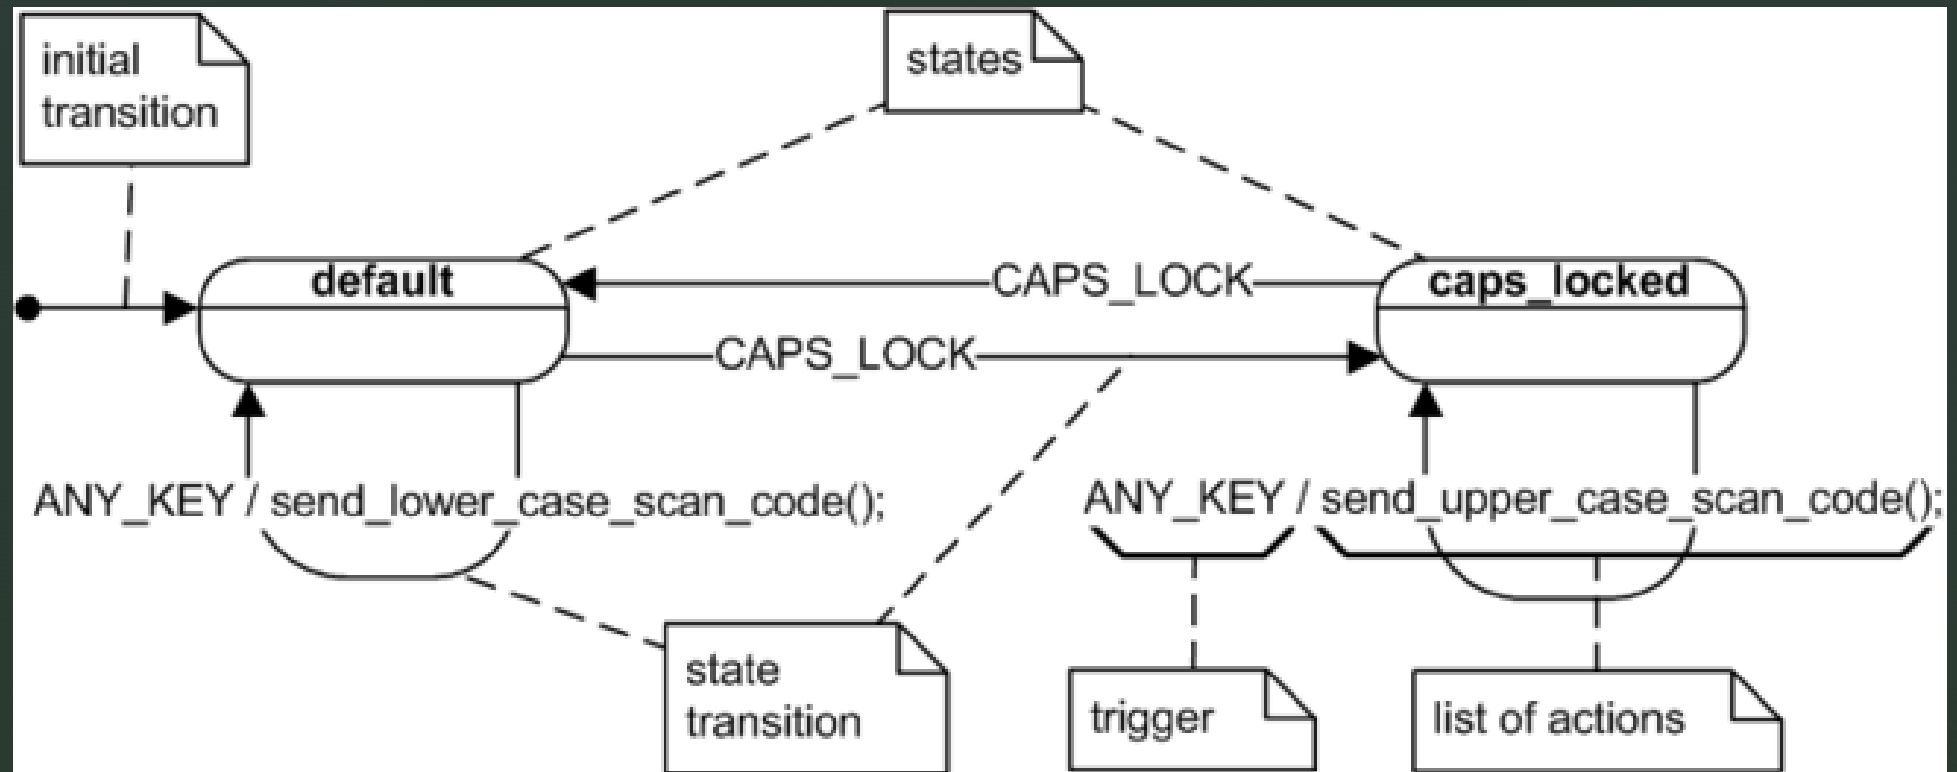 initial
transition
states
default
CAPS_LOCK
caps_locked
CAPS_LOCK
ANY_KEY / send_lower_case_scan_code();
ANY_KEY / send_upper_case_scan_code();
state
transition
trigger
list of actions